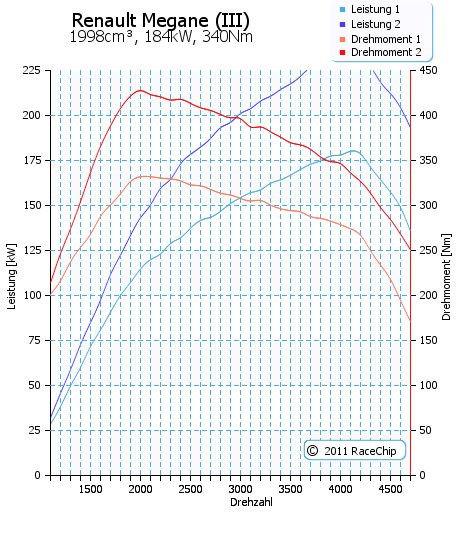 Renault Megane (III)
1998cm³, 184kW, 340Nm
Leistung 1
Leistung 2
Drehmoment 1
Drehmoment 2
225
200
175
150
125
100
75
50
25
0
Leistung [kW]
450
400
350
300
250
200
150
100
50
0
Drehmoment [Nm]
© 2011 RaceChip
1500 2000 2500 3000 3500 4000 4500
Drehzahl